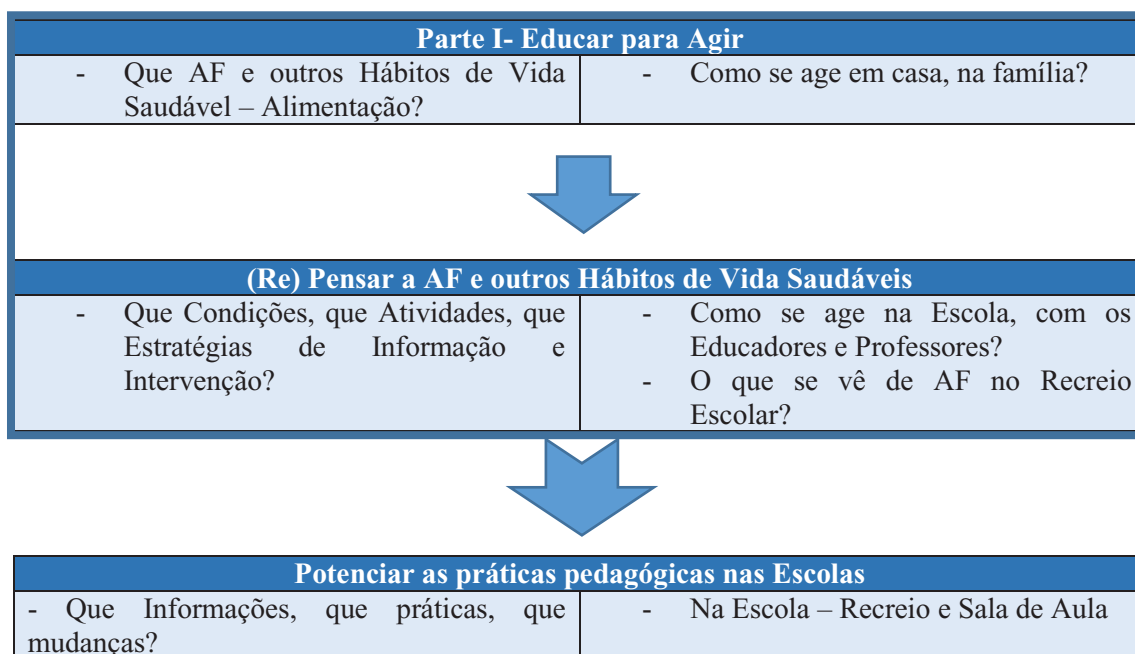 Parte I- Educar para Agir
- Que AF e outros Hábitos de Vida
Saudável – Alimentação?
- Como se age em casa, na família?
(Re) Pensar a AF e outros Hábitos de Vida Saudáveis
- Que Condições, que Atividades, que
Estratégias de Informação e
Intervenção?
- Como se age na Escola, com os
Educadores e Professores?
- O que se vê de AF no Recreio
Escolar?
Potenciar as práticas pedagógicas nas Escolas
- Que Informações, que práticas, que
mudanças?
- Na Escola – Recreio e Sala de Aula